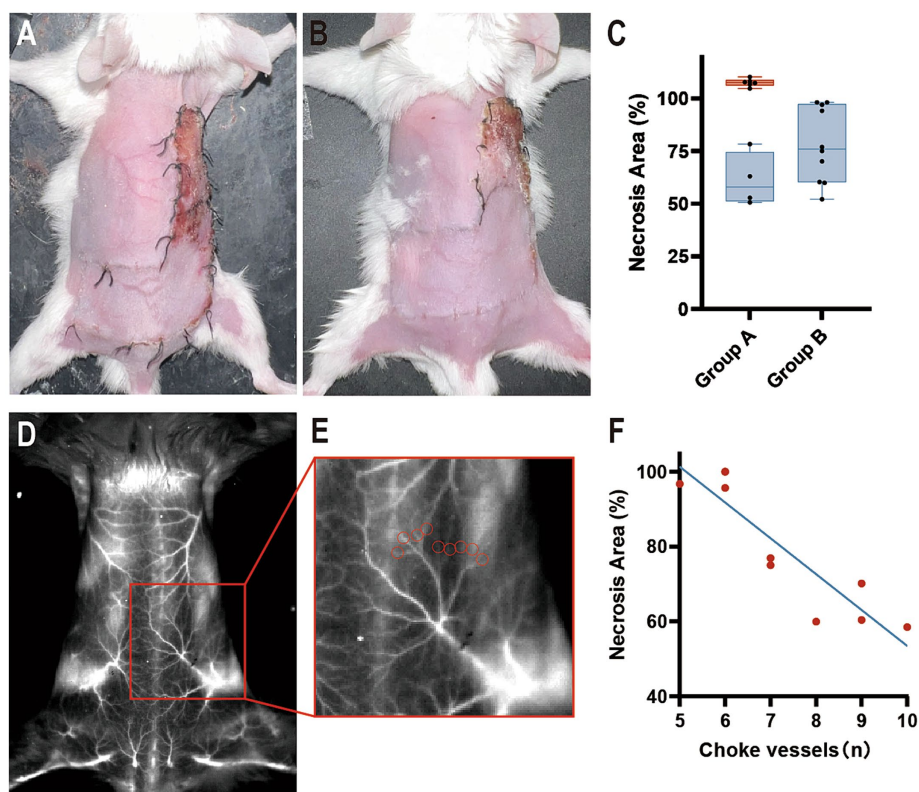 A
B
C
Necrosis Area (%)
100
75
50
25
0
Group A
Group B
D
E
F
Necrosis Area (%)
100
80
60
40
5
6
7
8
9
10
Choke vessels(n)